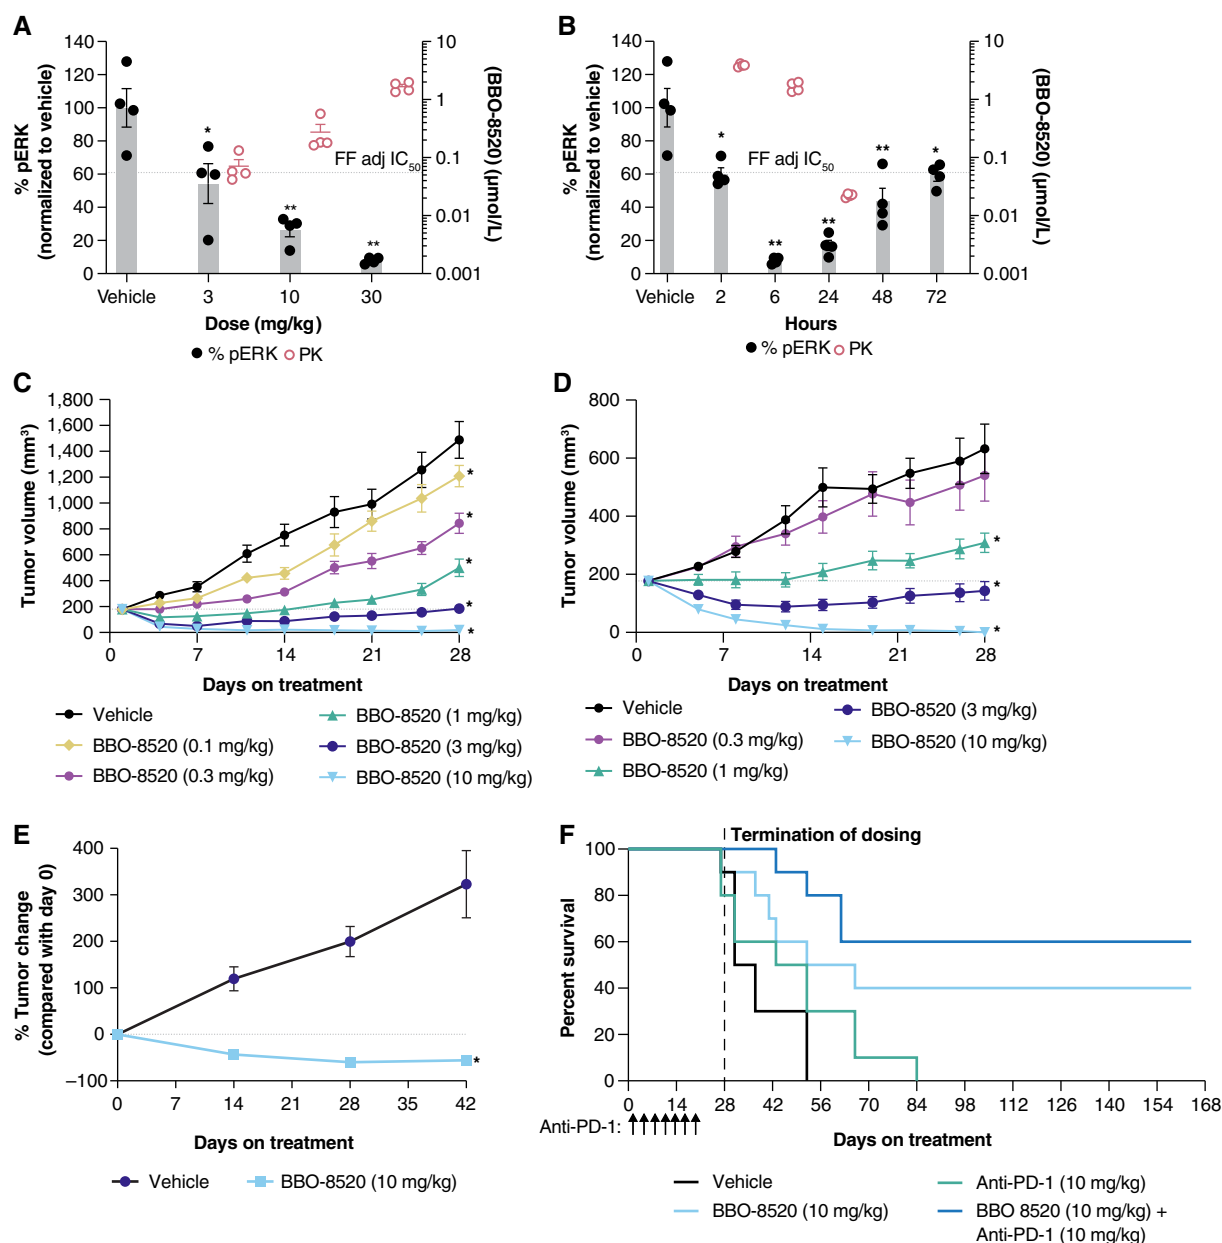 A
140
120
100
80
60
40
20
0
% pERK
(normalized to vehicle)
10
1
0.1
0.01
0.001
(BBO-8520) (μmol/L)
*
**
**
FF adj IC50
Vehicle
3
10
30
Dose (mg/kg)
% pERK
PK
B
140
120
100
80
60
40
20
0
% pERK
(normalized to vehicle)
10
1
0.1
0.01
0.001
(BBO-8520) (μmol/L)
*
**
**
**
*
FF adj IC50
Vehicle
2
6
24
48
72
Hours
% pERK
PK
C
1,800
1,600
1,400
1,200
1,000
800
600
400
200
0
Tumor volume (mm³)
*
*
*
*
*
0
7
14
21
28
Days on treatment
Vehicle
BBO-8520 (0.1 mg/kg)
BBO-8520 (0.3 mg/kg)
BBO-8520 (1 mg/kg)
BBO-8520 (3 mg/kg)
BBO-8520 (10 mg/kg)
D
800
600
400
200
0
Tumor volume (mm³)
*
*
*
0
7
14
21
28
Days on treatment
Vehicle
BBO-8520 (0.3 mg/kg)
BBO-8520 (1 mg/kg)
BBO-8520 (3 mg/kg)
BBO-8520 (10 mg/kg)
E
400
300
200
100
0
–100
% Tumor change
(compared with day 0)
*
0
7
14
21
28
35
42
Days on treatment
Vehicle
BBO-8520 (10 mg/kg)
F
Termination of dosing
100
80
60
40
20
0
Percent survival
0
14
28
42
56
70
84
98
112
126
140
154
168
Anti-PD-1:
Days on treatment
Vehicle
BBO-8520 (10 mg/kg)
Anti-PD-1 (10 mg/kg)
BBO 8520 (10 mg/kg) +
Anti-PD-1 (10 mg/kg)